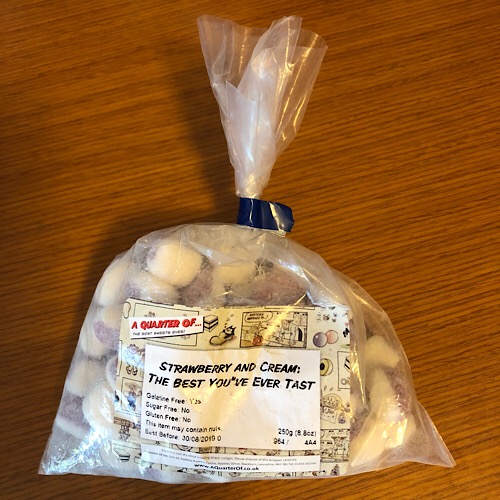 A QUARTER OF...
THE BEST SWEETS EVER!
STRAWBERRY AND CREAM:
THE BEST YOU"VE EVER TAST
Gelatine Free: Yes
Sugar Free: No
Gluten Free: No
This item may contain nuts.
250g (8.8oz)
Best Before: 30/08/2019 0
964 / 4A4
www.AQuarterOf.co.uk